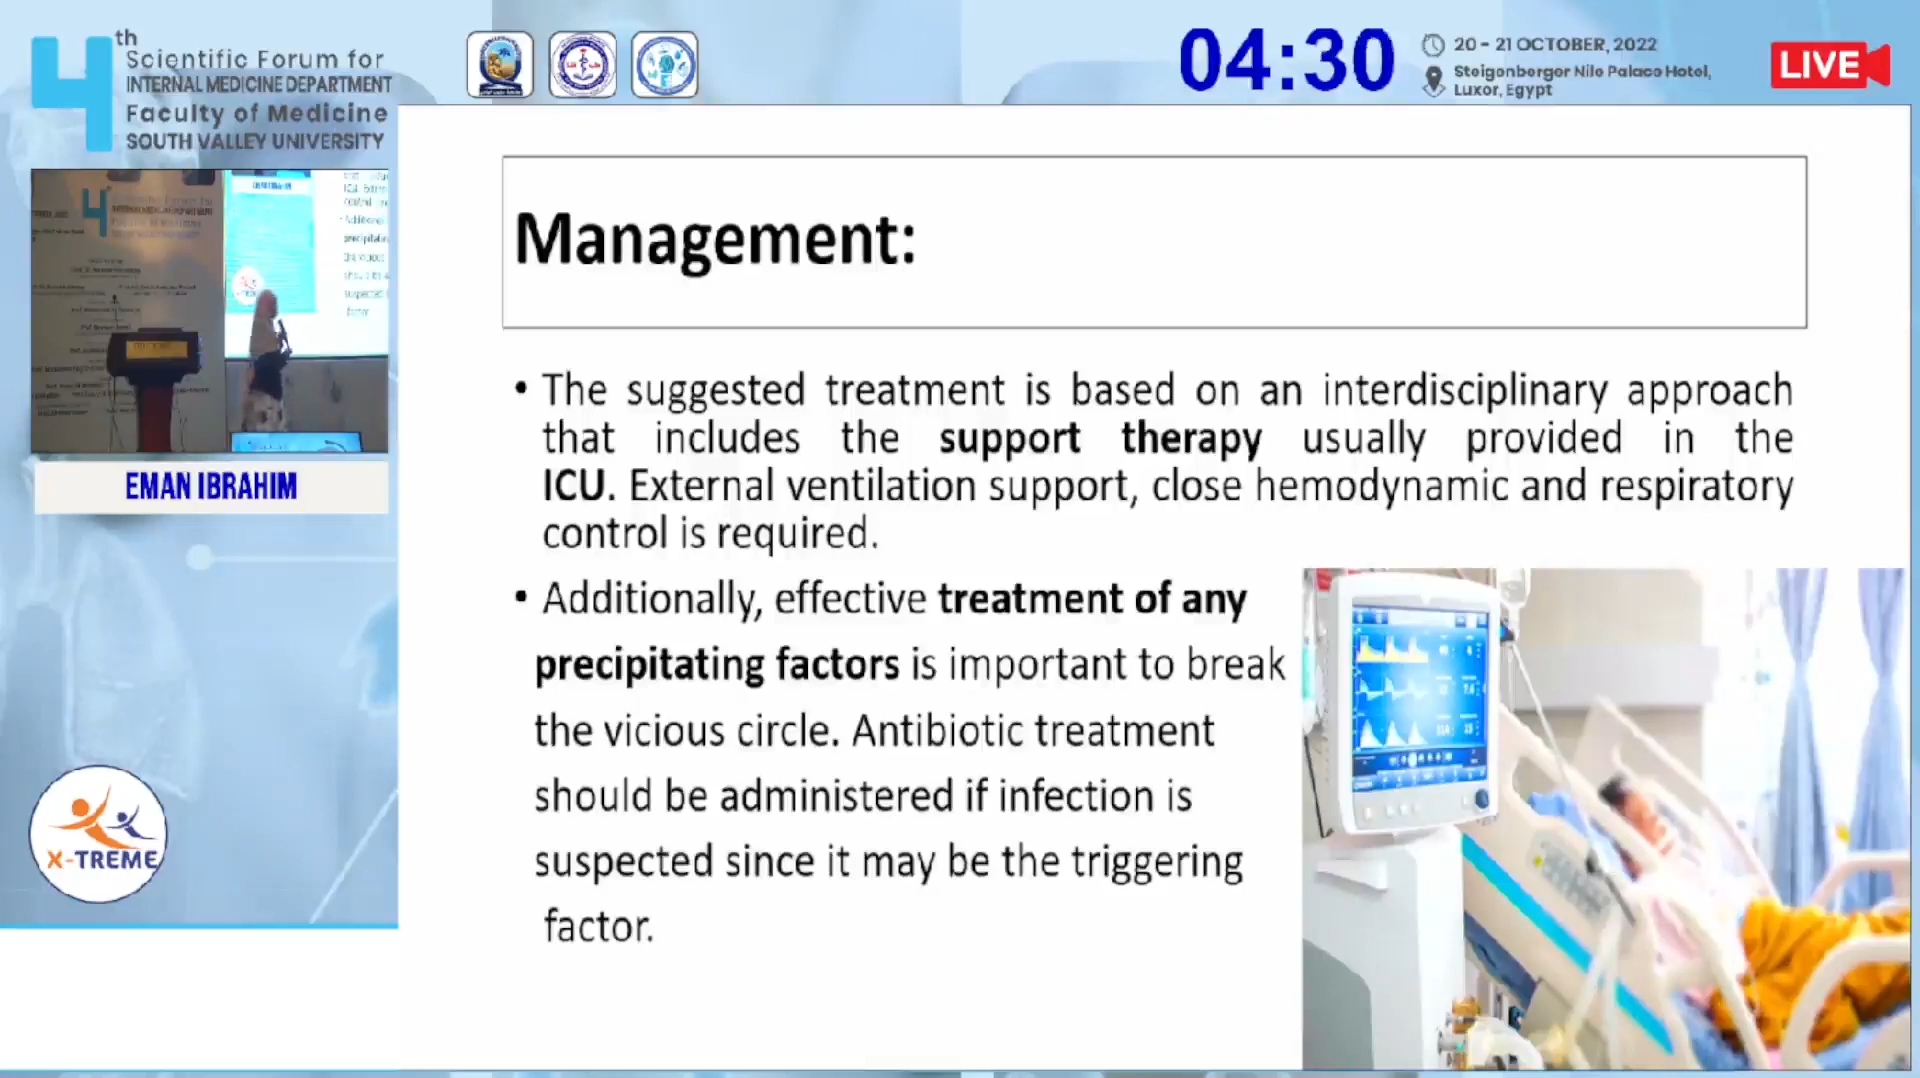 4th
Scientific Forum for
INTERNAL MEDICINE DEPARTMENT
Faculty of Medicine
SOUTH VALLEY UNIVERSITY
04:30
20 - 21 OCTOBER, 2022
Steigenberger Nile Palace Hotel,
Luxor, Egypt
LIVE
EMAN IBRAHIM
X-TREME
Management:
• The suggested treatment is based on an interdisciplinary approach
that includes the support therapy usually provided in the
ICU. External ventilation support, close hemodynamic and respiratory
control is required.
• Additionally, effective treatment of any
precipitating factors is important to break
the vicious circle. Antibiotic treatment
should be administered if infection is
suspected since it may be the triggering
factor.